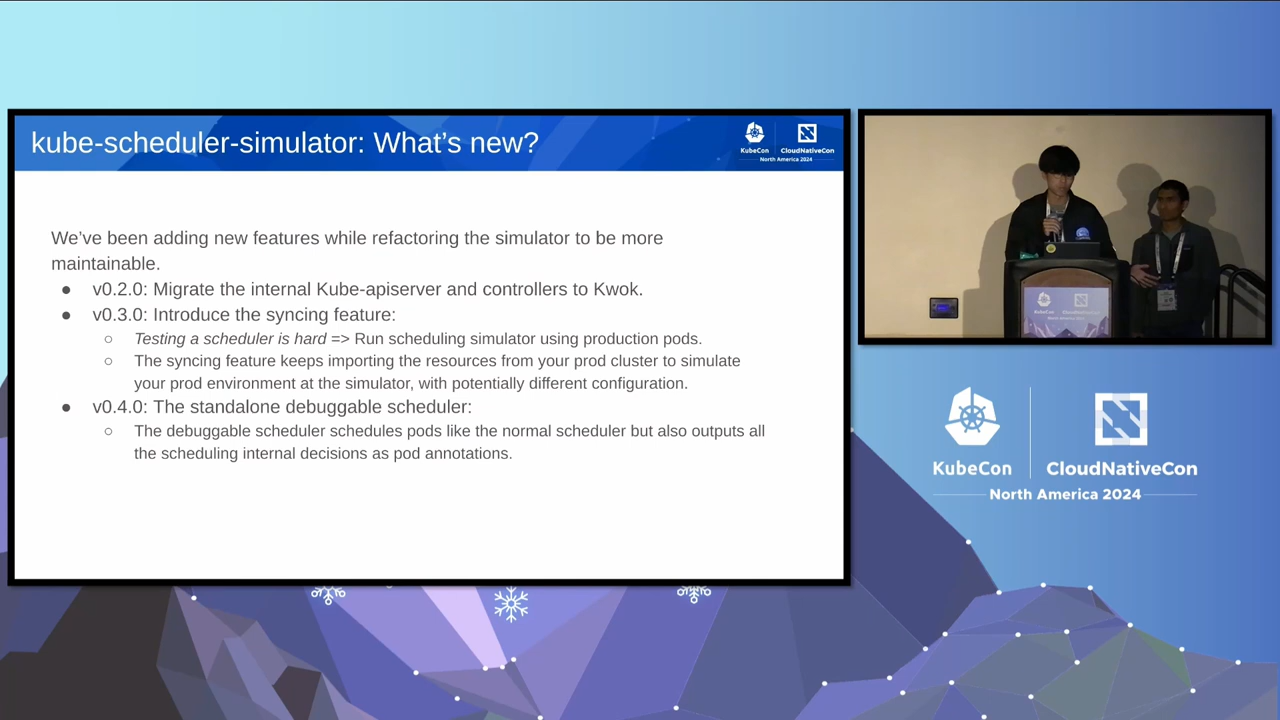 kube-scheduler-simulator: What's new?
KubeCon
CloudNativeCon
North America 2024
We've been adding new features while refactoring the simulator to be more
maintainable.
● v0.2.0: Migrate the internal Kube-apiserver and controllers to Kwok.
● v0.3.0: Introduce the syncing feature:
○ Testing a scheduler is hard => Run scheduling simulator using production pods.
○ The syncing feature keeps importing the resources from your prod cluster to simulate
your prod environment at the simulator, with potentially different configuration.
● v0.4.0: The standalone debuggable scheduler:
○ The debuggable scheduler schedules pods like the normal scheduler but also outputs all
the scheduling internal decisions as pod annotations.
KubeCon
CloudNativeCon
North America 2024